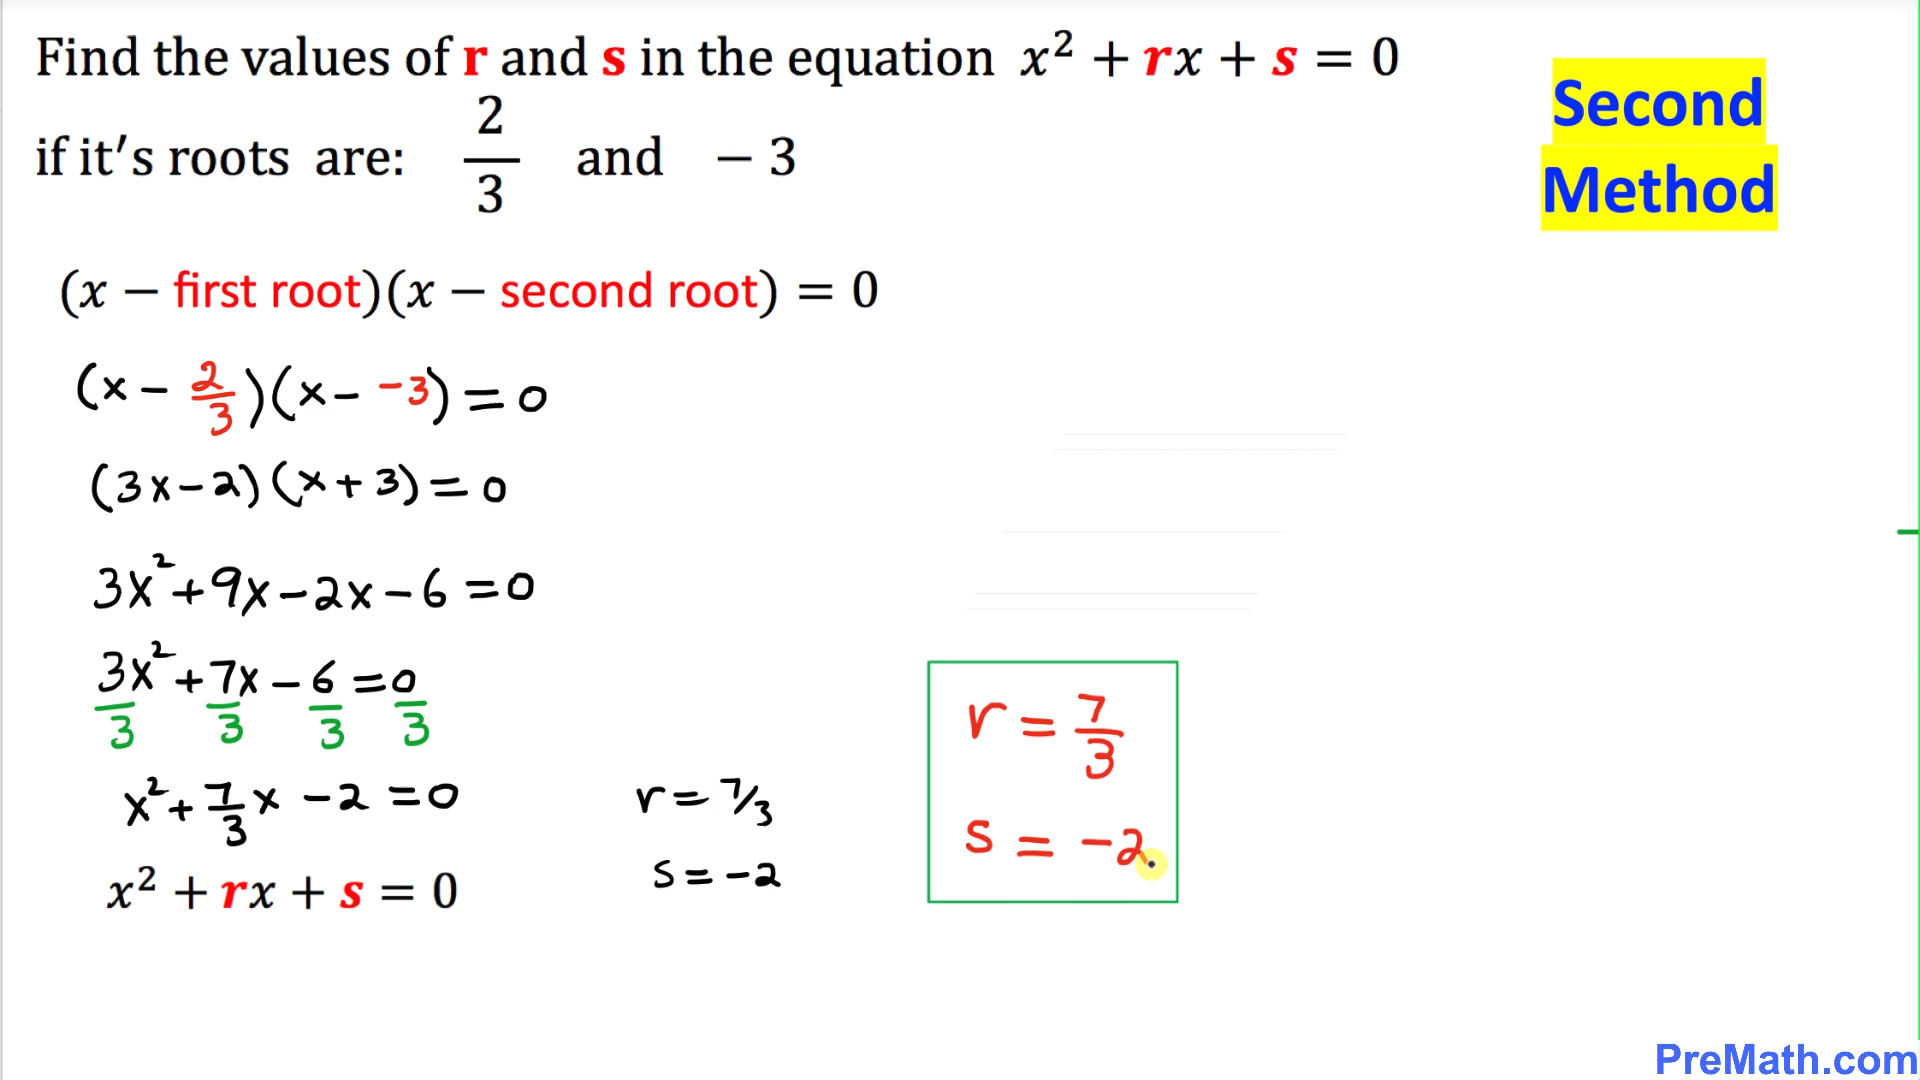 Find the values of r and s in the equation x² + rx + s = 0
if it's roots are: 2/3 and − 3
Second
Method
(x − first root)(x − second root) = 0
(x − 2/3)(x − −3) = 0
(3x − 2)(x + 3) = 0
3x² + 9x − 2x − 6 = 0
3x²/3 + 7x/3 − 6/3 = 0/3
x² + 7/3 x − 2 = 0
r = 7/3
x² + rx + s = 0
s = −2
r = 7/3
s = −2
PreMath.com